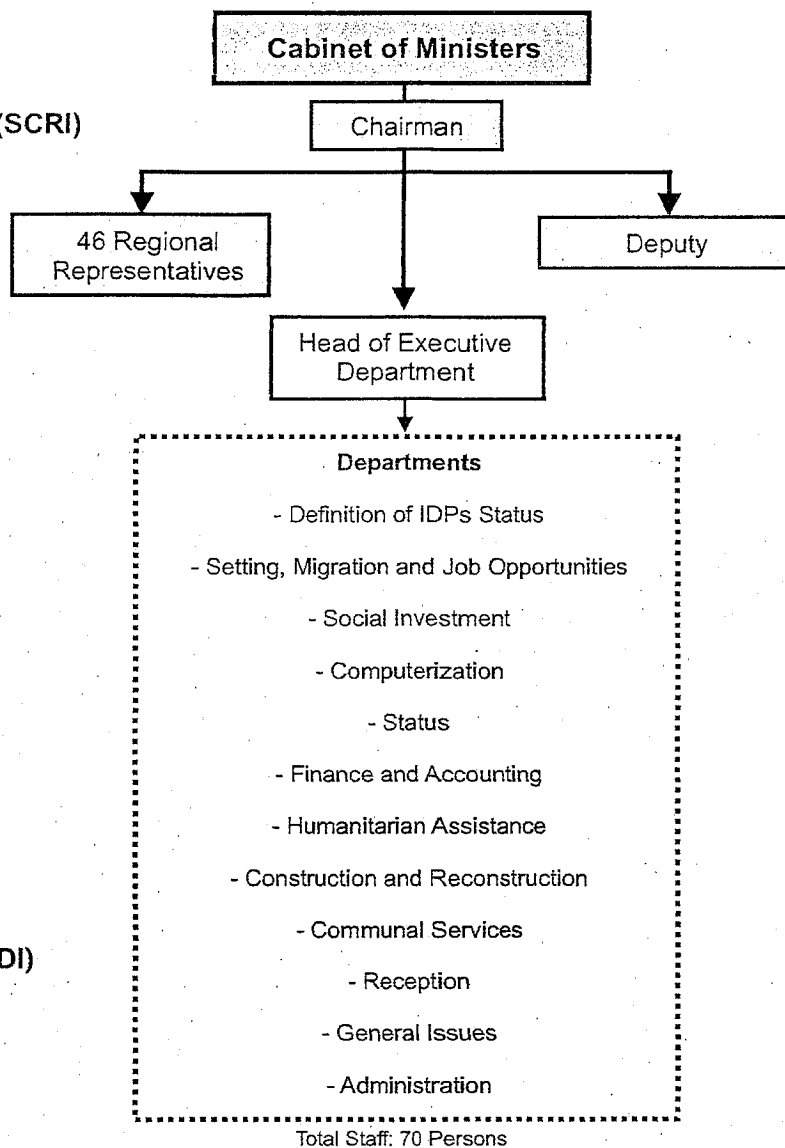 Cabinet of Ministers
(SCRI)
Chairman
46 Regional
Representatives
Deputy
Head of Executive
Department
Departments
- Definition of IDPs Status
- Setting, Migration and Job Opportunities
- Social Investment
- Computerization
- Status
- Finance and Accounting
- Humanitarian Assistance
- Construction and Reconstruction
- Communal Services
DI)
- Reception
- General Issues
- Administration
Total Staff: 70 Persons